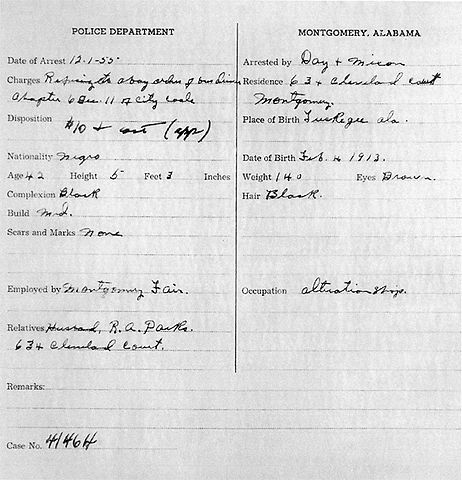 POLICE DEPARTMENT
Date of Arrest 12-1-55
Charges Refusing to obey orders of bus driver
Chapter 6 Sec. 11 of City Code
Disposition $10 + cost (app)
Nationality Negro
Age 42 Height 5 Feet 3 Inches
Complexion Black
Build Med.
Scars and Marks None
Employed by Montgomery Fair.
Relatives Husband, R.A. Parks.
634 Cleveland Court.
Remarks:
Case No. 41464
MONTGOMERY, ALABAMA
Arrested by Day + Mixon
Residence 634 Cleveland Court
Montgomery
Place of Birth Tuskegee ala.
Date of Birth Feb. 4 1913.
Weight 140 Eyes Brown.
Hair Black.
Occupation altration shop.